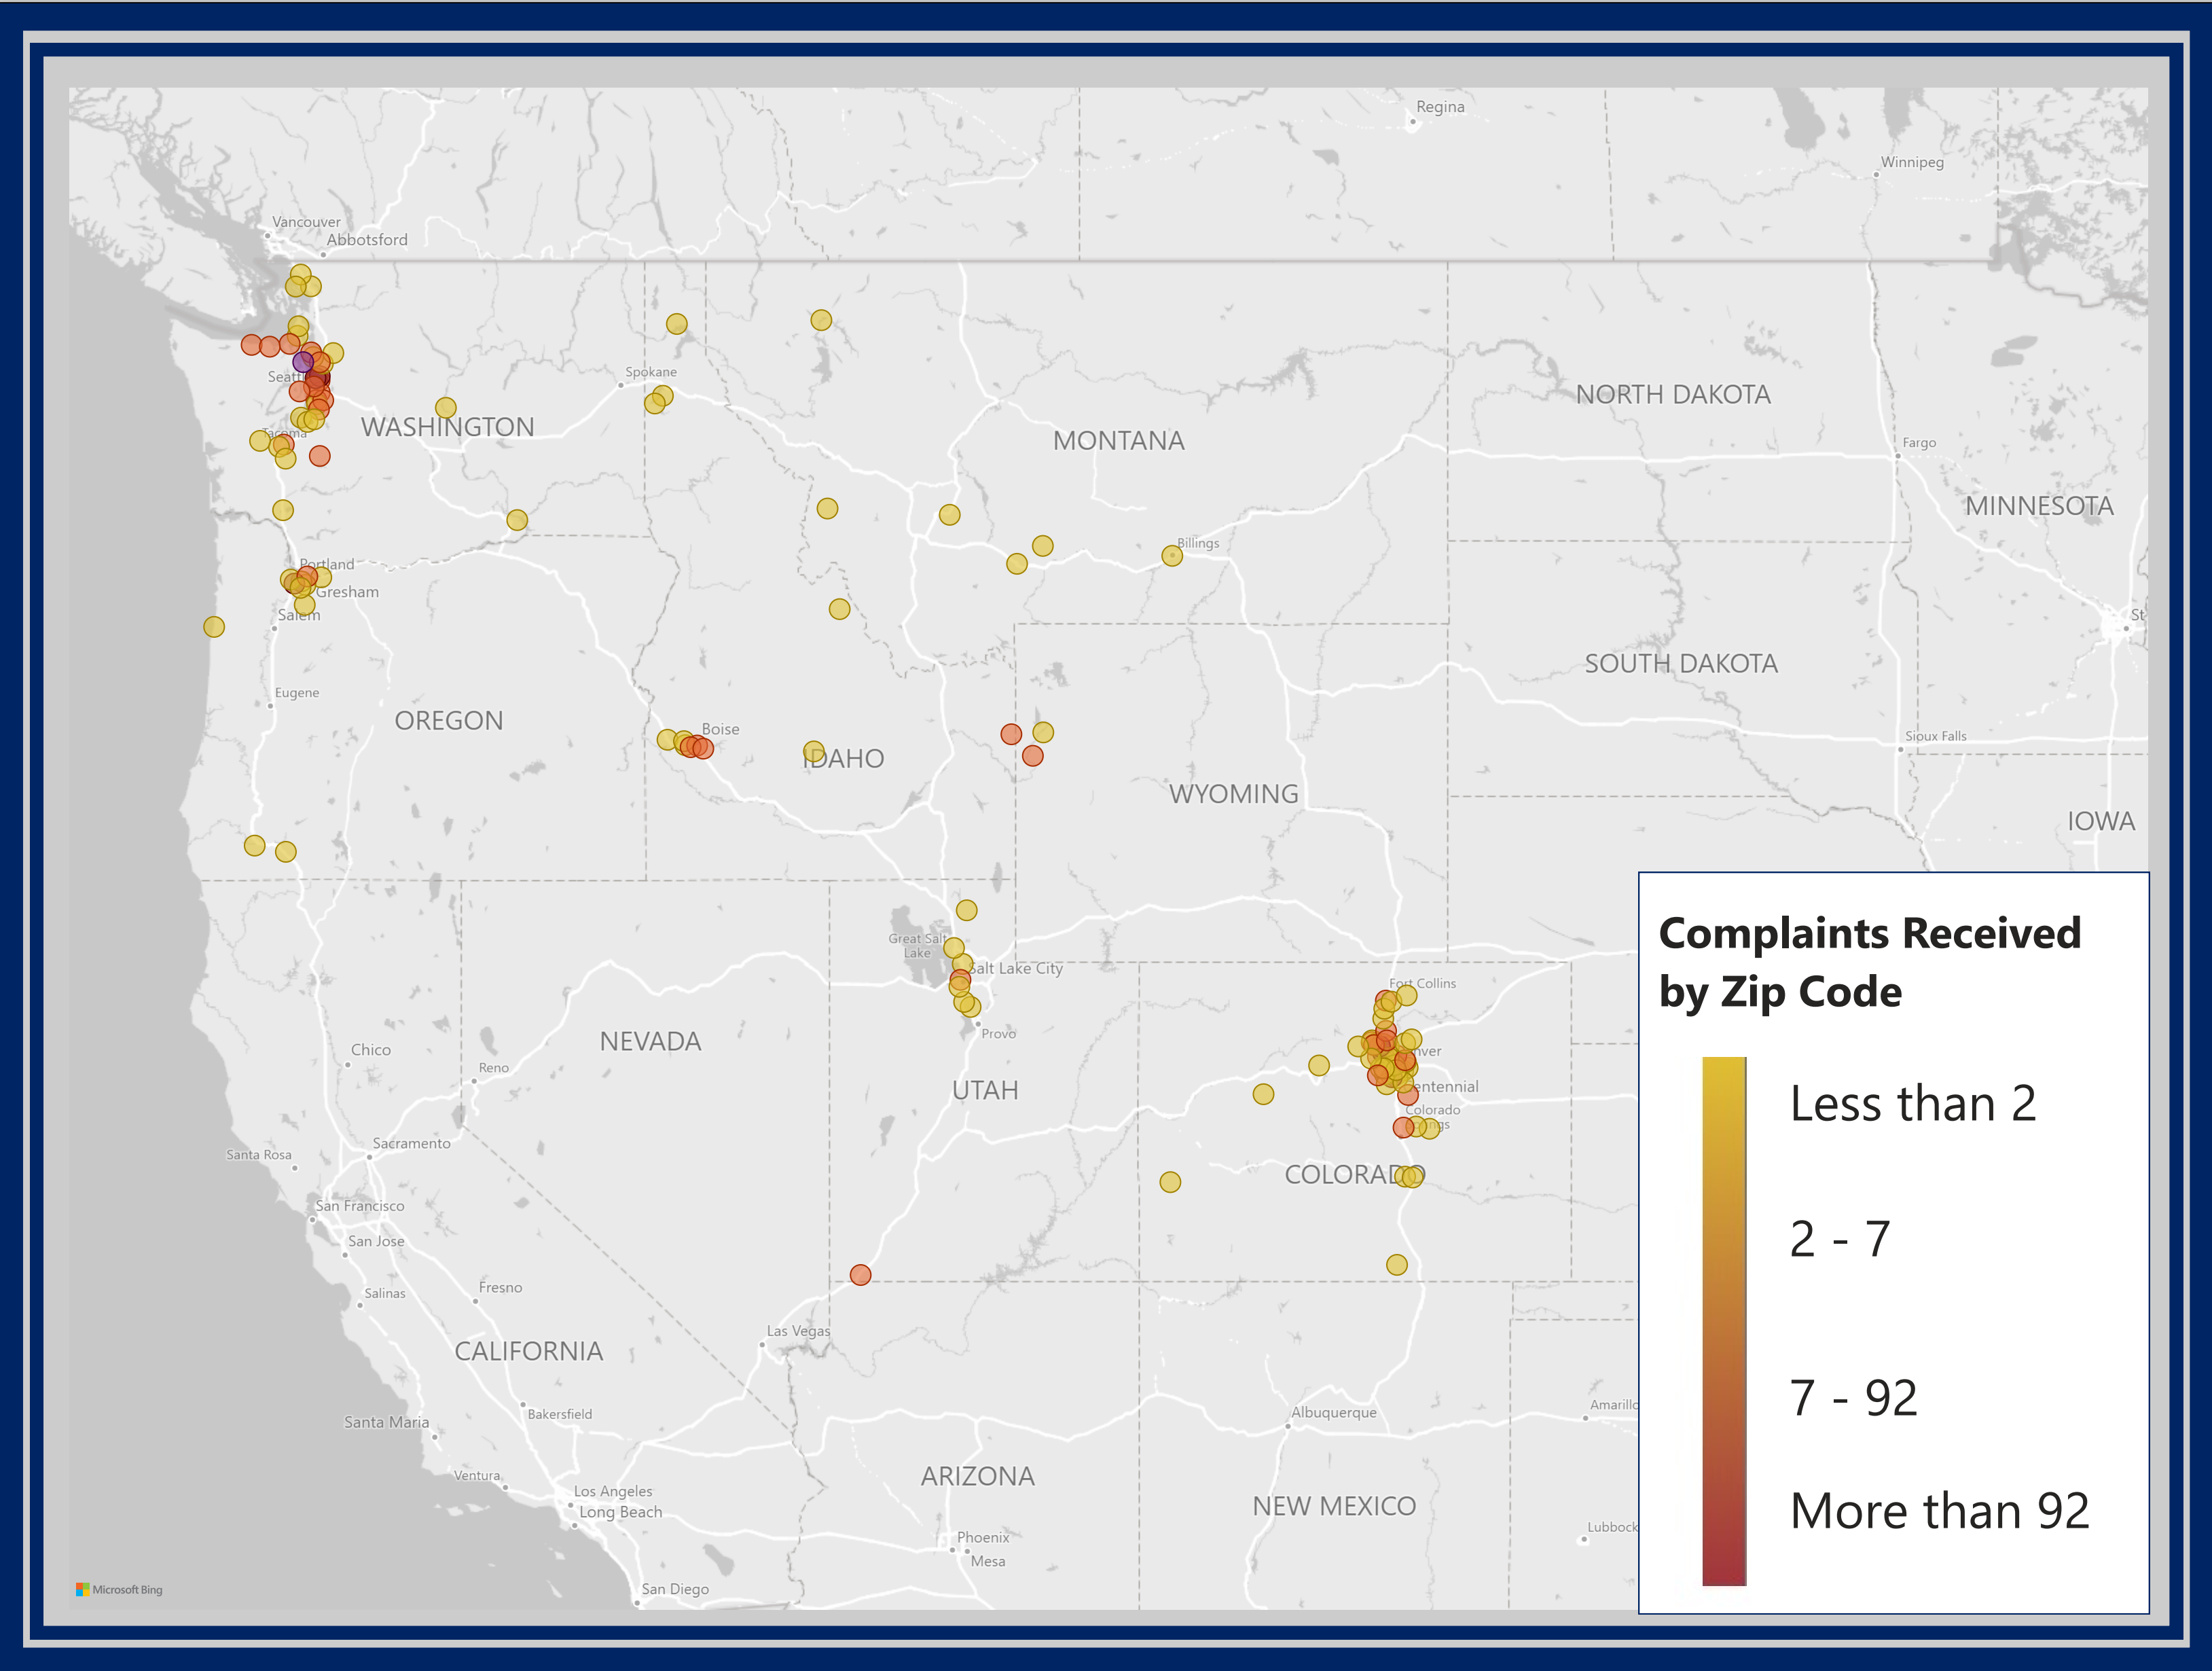 Regina
Winnipeg
Vancouver
Abbotsford
Spokane
WASHINGTON
MONTANA
NORTH DAKOTA
Fargo
MINNESOTA
Tacoma
Billings
Portland
Gresham
Salem
SOUTH DAKOTA
Eugene
OREGON
Boise
IDAHO
Sioux Falls
WYOMING
IOWA
Great Salt
Lake
Salt Lake City
Fort Collins
Provo
NEVADA
Chico
Reno
UTAH
Colorado
COLORADO
Sacramento
Santa Rosa
San Francisco
San Jose
Salinas
Fresno
Las Vegas
CALIFORNIA
Bakersfield
Santa Maria
Albuquerque
Amarillo
Ventura
ARIZONA
Los Angeles
Long Beach
NEW MEXICO
Phoenix
Mesa
Lubbock
San Diego
Microsoft Bing
Complaints Received
by Zip Code
Less than 2
2 - 7
7 - 92
More than 92